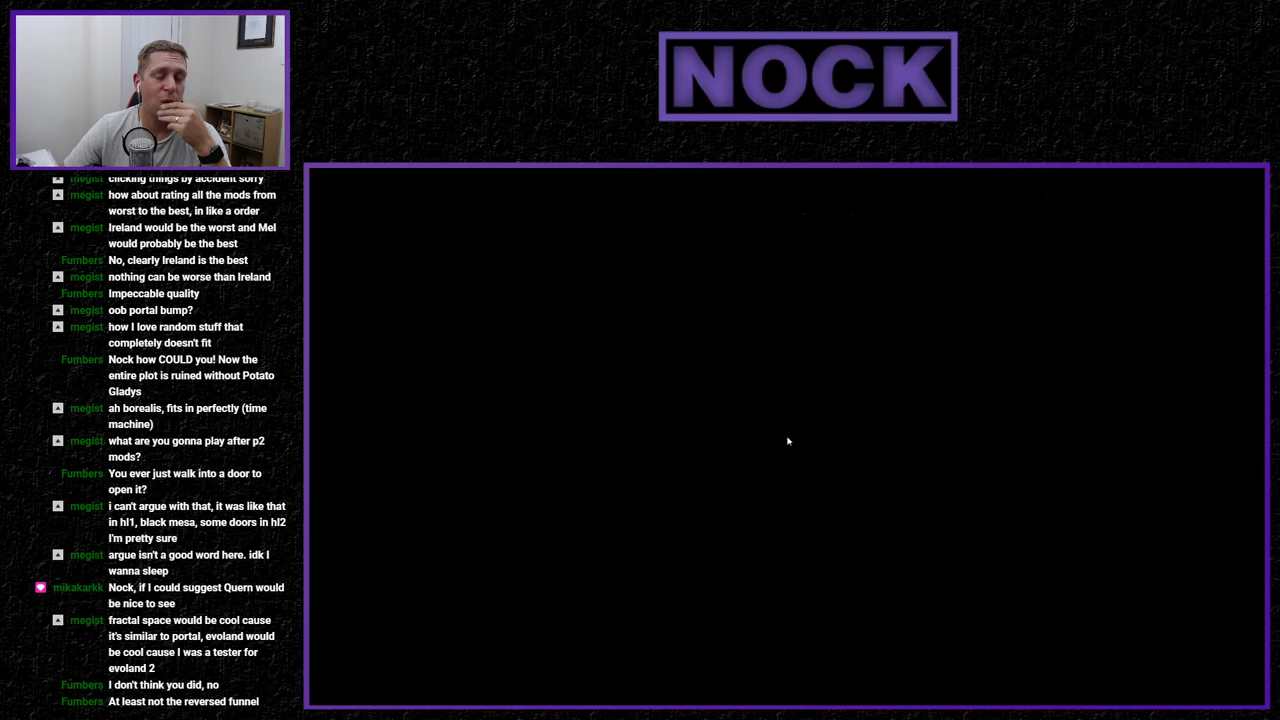 NOCK
megist clicking things by accident sorry
megist how about rating all the mods from
worst to the best, in like a order
megist Ireland would be the worst and Mel
would probably be the best
Fumbers No, clearly Ireland is the best
megist nothing can be worse than Ireland
Fumbers Impeccable quality
megist oob portal bump?
megist how I love random stuff that
completely doesn't fit
Fumbers Nock how COULD you! Now the
entire plot is ruined without Potato
Gladys
megist ah borealis, fits in perfectly (time
machine)
megist what are you gonna play after p2
mods?
Fumbers You ever just walk into a door to
open it?
megist i can't argue with that, it was like that
in hl1, black mesa, some doors in hl2
I'm pretty sure
megist argue isn't a good word here. idk I
wanna sleep
mikakarkk Nock, if I could suggest Quern would
be nice to see
megist fractal space would be cool cause
it's similar to portal, evoland would
be cool cause I was a tester for
evoland 2
Fumbers I don't think you did, no
Fumbers At least not the reversed funnel